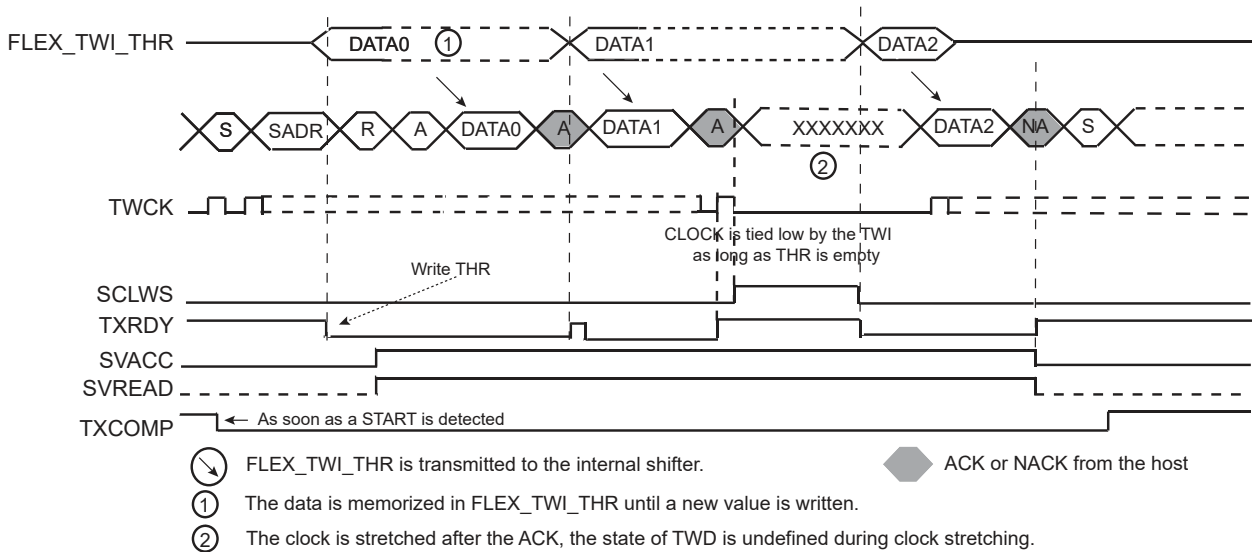 FLEX_TWI_THR DATA0 1 DATA1 DATA2
S SADR R A DATA0 A DATA1 A XXXXXXX DATA2 NA S
2
TWCK
CLOCK is tied low by the TWI
as long as THR is empty
Write THR
SCLWS
TXRDY
SVACC
SVREAD
TXCOMP As soon as a START is detected
FLEX_TWI_THR is transmitted to the internal shifter. ACK or NACK from the host
1 The data is memorized in FLEX_TWI_THR until a new value is written.
2 The clock is stretched after the ACK, the state of TWD is undefined during clock stretching.